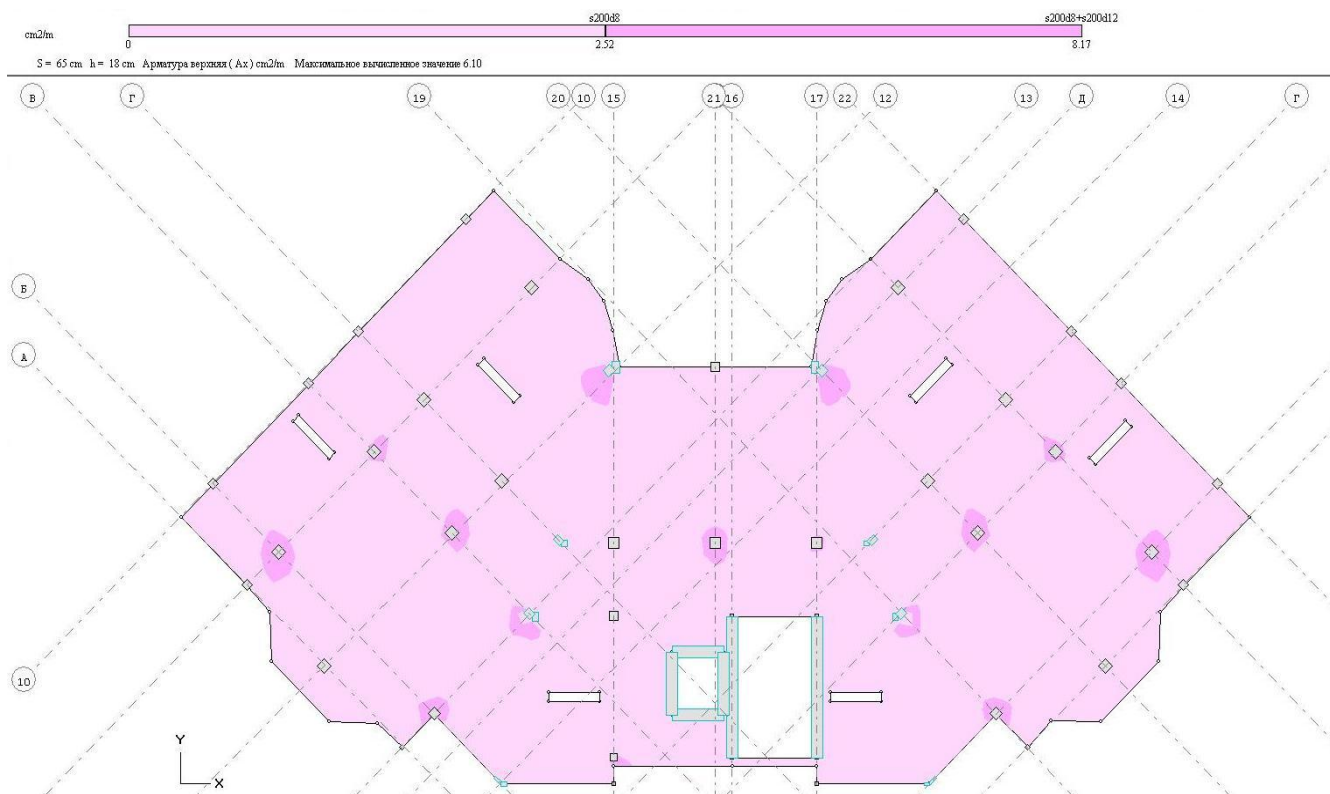 s200d8 s200d8+s200d12
cm2/m
0 2.52 8.17
S = 65 cm h = 18 cm Арматура верхняя ( Ax ) cm2/m Максимальное вычисленное значение 6.10
В Г 19 20 10 15 21 16 17 22 12 13 Д 14 Г
Б
А
10
Y
X